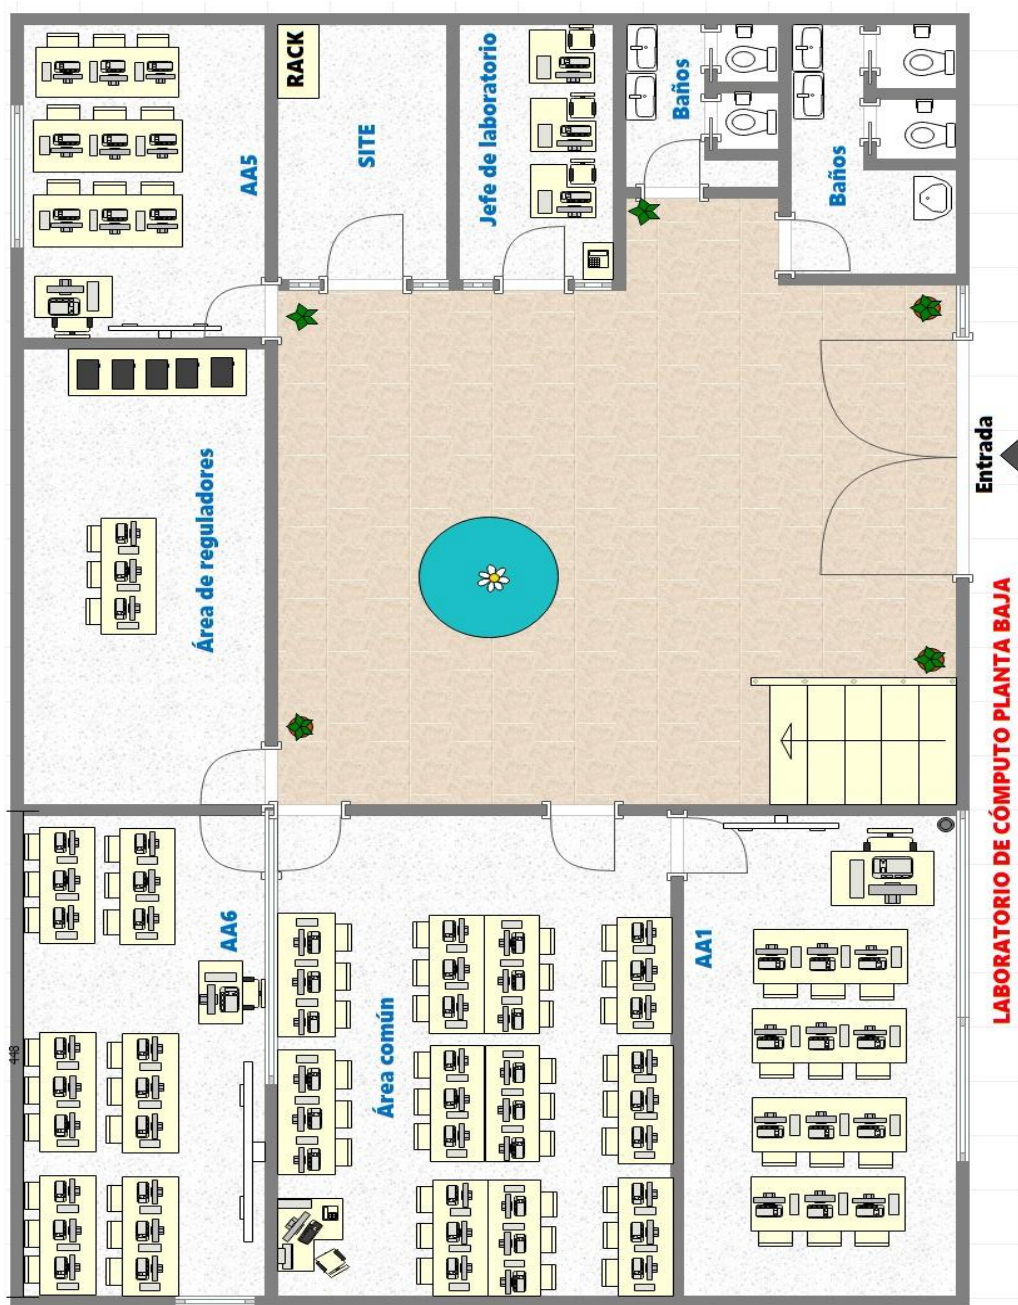 RACK
SITE
AA5
Jefe de laboratorio
Baños
Baños
Área de reguladores
Entrada
LABORATORIO DE CÓMPUTO PLANTA BAJA
AA6
Área común
AA1
448